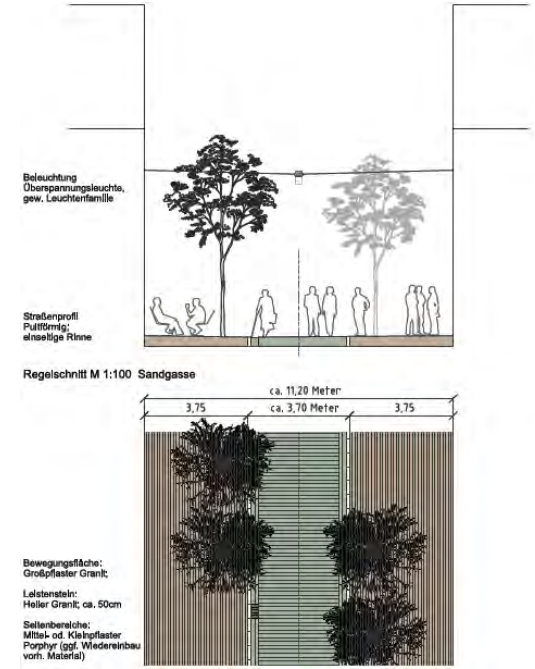 Beleuchtung
Überspannungsleuchte,
gew. Leuchtenfamilie
Straßenprofil
Pultförmig;
einseitige Rinne
Regelschnitt M 1:100 Sandgasse
ca. 11,20 Meter
3,75 ca. 3,70 Meter 3,75
Bewegungsfläche:
Großpflaster Granit;
Leistenstein:
Heller Granit; ca. 50cm
Seitenbereiche:
Mittel- od. Kleinpflaster
Porphyr (ggf. Wiedereinbau
vorh. Material)